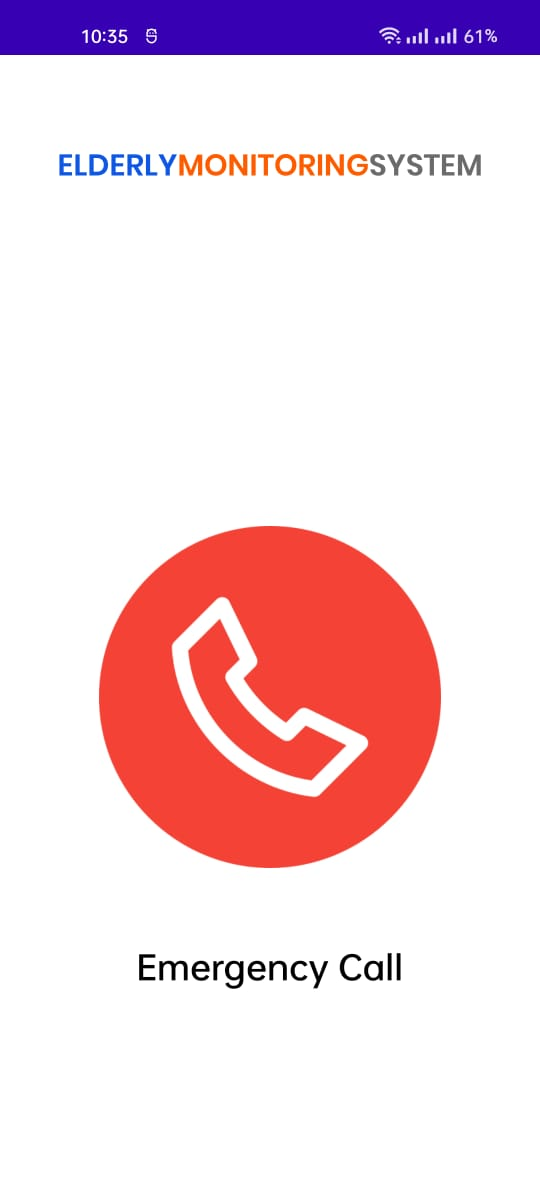 10:35 61%
ELDERLYMONITORINGSYSTEM
Emergency Call